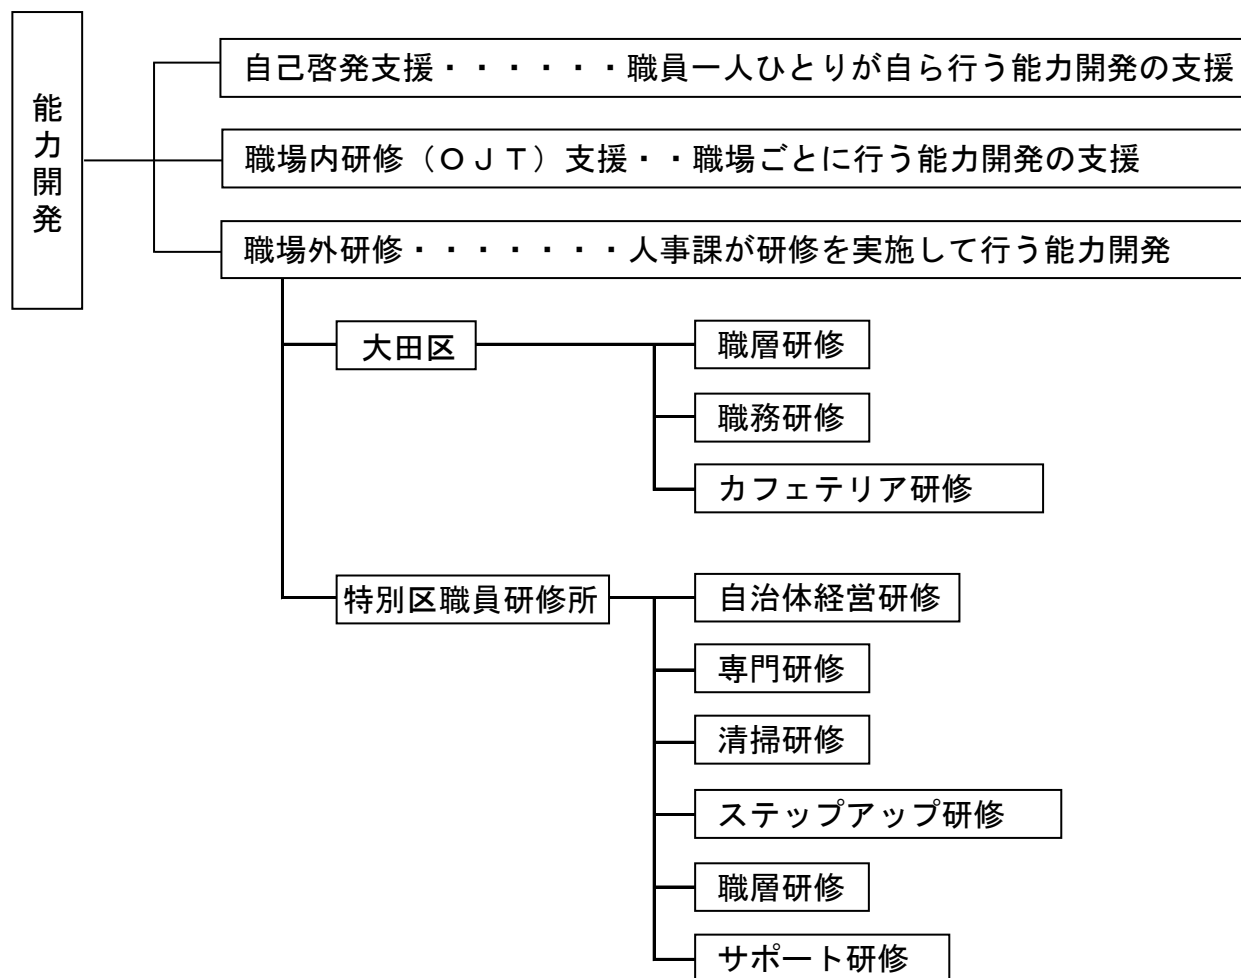 能力開発
自己啓発支援・・・・・・職員一人ひとりが自ら行う能力開発の支援
職場内研修（ＯＪＴ）支援・・職場ごとに行う能力開発の支援
職場外研修・・・・・・・人事課が研修を実施して行う能力開発
大田区
職層研修
職務研修
カフェテリア研修
特別区職員研修所
自治体経営研修
専門研修
清掃研修
ステップアップ研修
職層研修
サポート研修